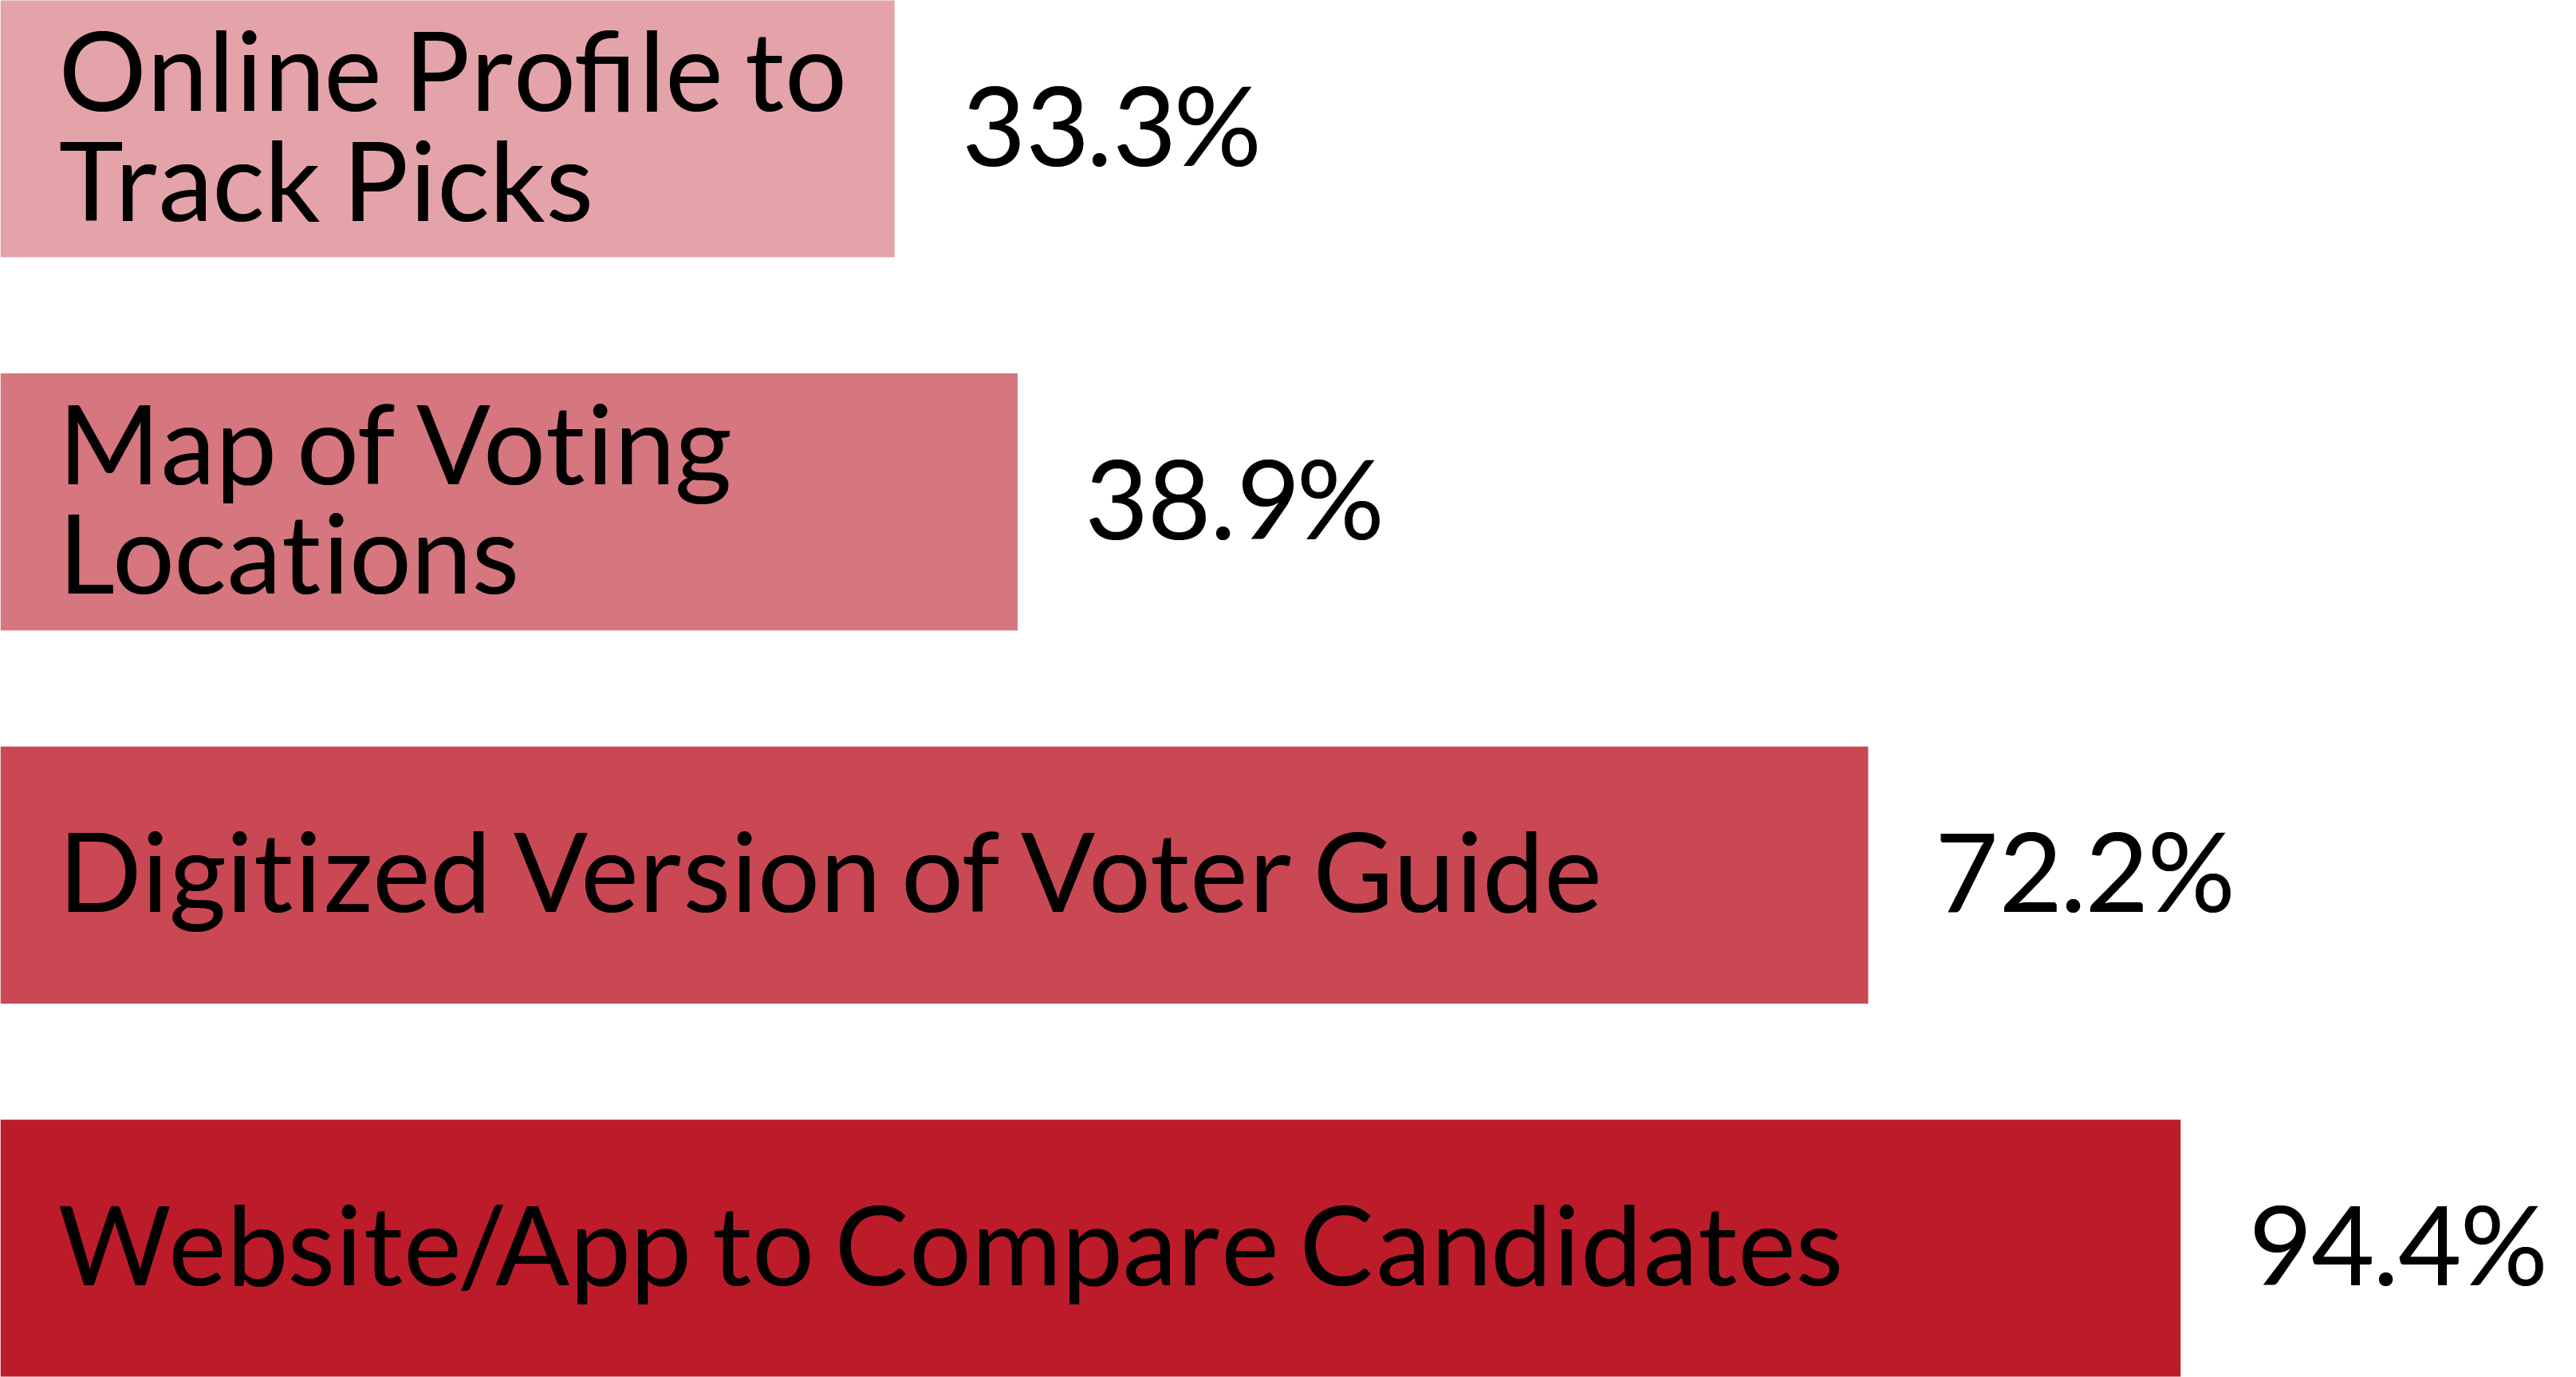 Online Profile to
Track Picks
33.3%
Map of Voting
Locations
38.9%
Digitized Version of Voter Guide
72.2%
Website/App to Compare Candidates
94.4%